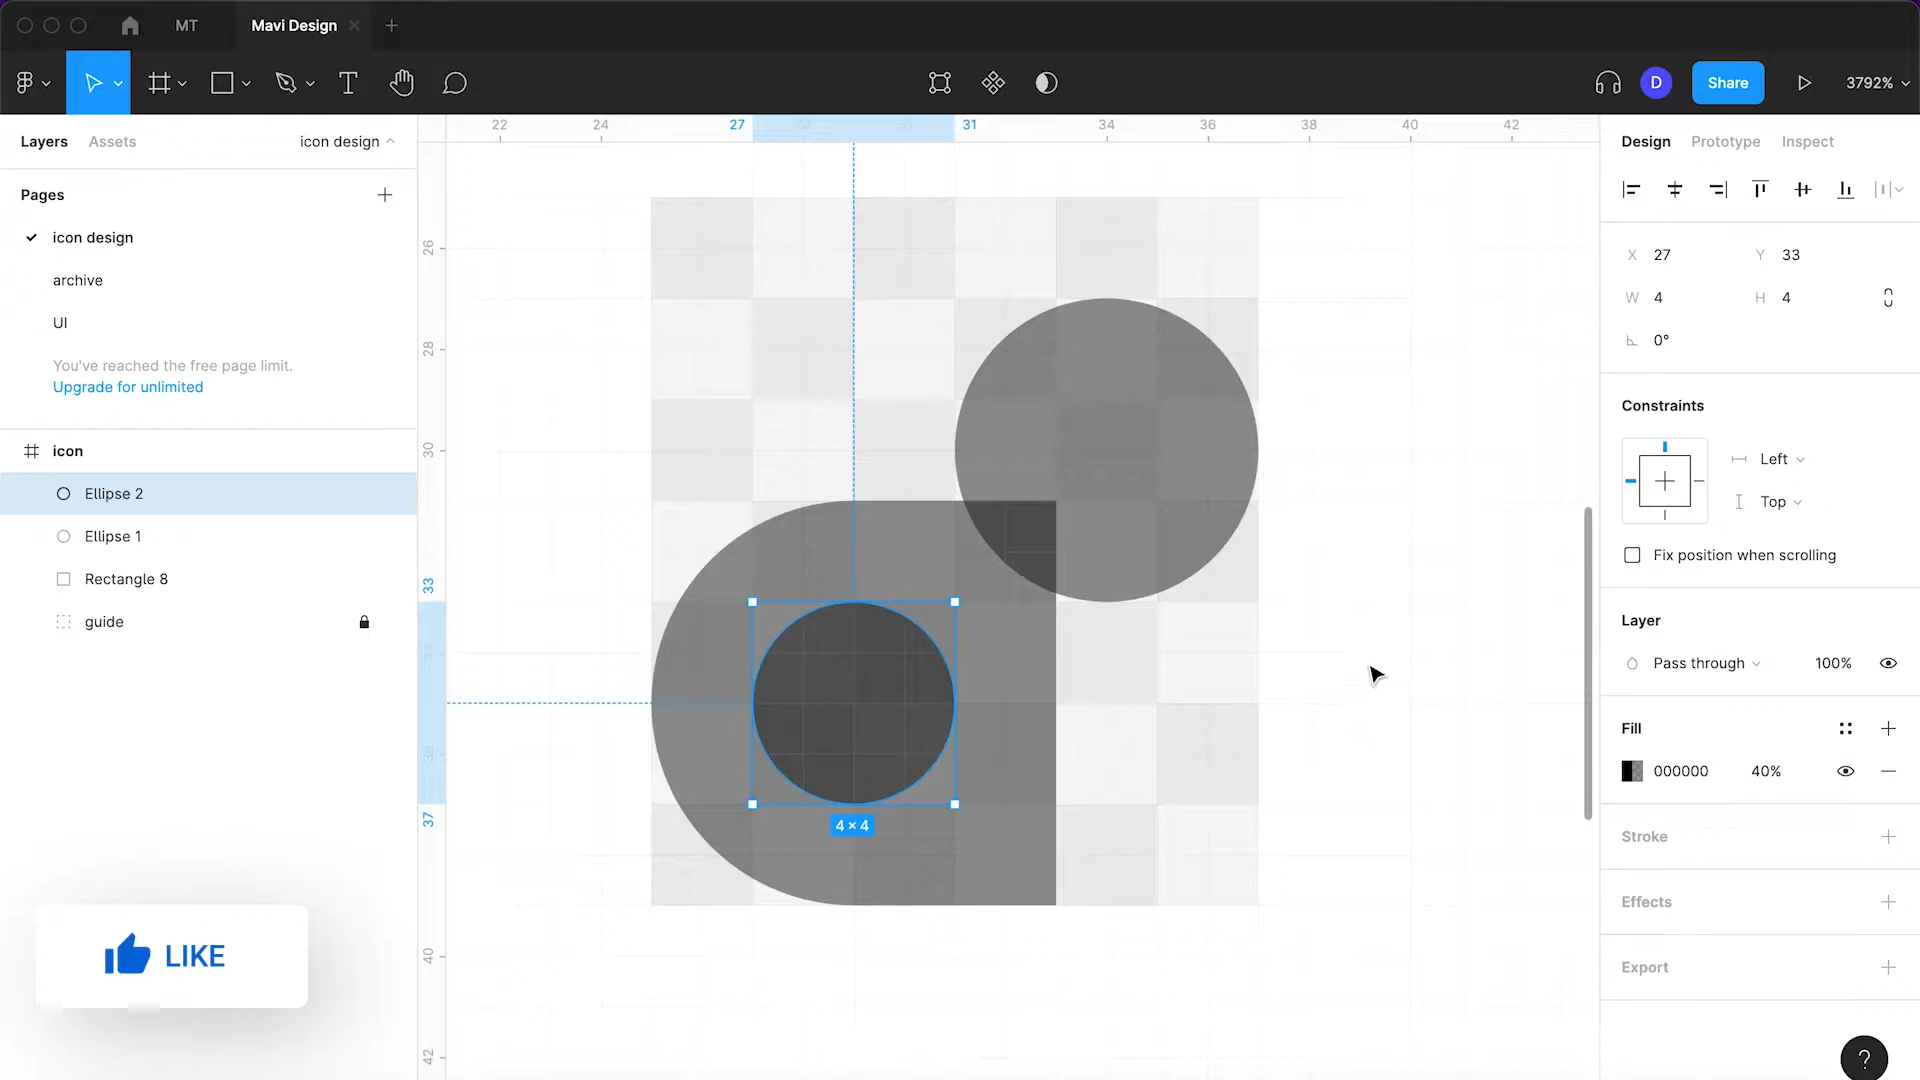 MT
Mavi Design
D
Share
3792%
Layers
Assets
icon design
22
24
27
31
34
36
38
40
42
Design
Prototype
Inspect
Pages
icon design
archive
UI
You've reached the free page limit.
Upgrade for unlimited
icon
Ellipse 2
Ellipse 1
Rectangle 8
guide
26
28
30
33
37
40
42
4 × 4
X 27
Y 33
W 4
H 4
0°
Constraints
Left
Top
Fix position when scrolling
Layer
Pass through
100%
Fill
000000
40%
Stroke
Effects
Export
?
LIKE